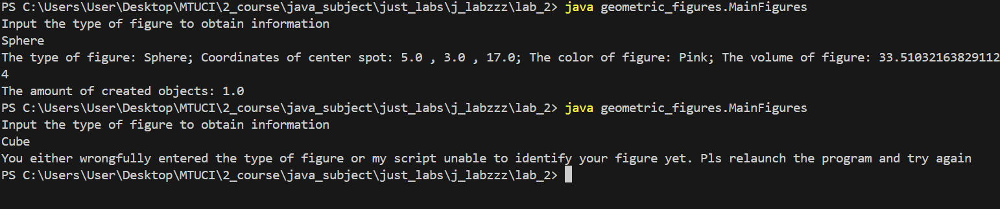 PS C:\Users\User\Desktop\MTUCI\2_course\java_subject\just_labs\j_labzzz\lab_2> java geometric_figures.MainFigures
Input the type of figure to obtain information
Sphere
The type of figure: Sphere; Coordinates of center spot: 5.0 , 3.0 , 17.0; The color of figure: Pink; The volume of figure: 33.51032163829112
4
The amount of created objects: 1.0
PS C:\Users\User\Desktop\MTUCI\2_course\java_subject\just_labs\j_labzzz\lab_2> java geometric_figures.MainFigures
Input the type of figure to obtain information
Cube
You either wrongfully entered the type of figure or my script unable to identify your figure yet. Pls relaunch the program and try again
PS C:\Users\User\Desktop\MTUCI\2_course\java_subject\just_labs\j_labzzz\lab_2>